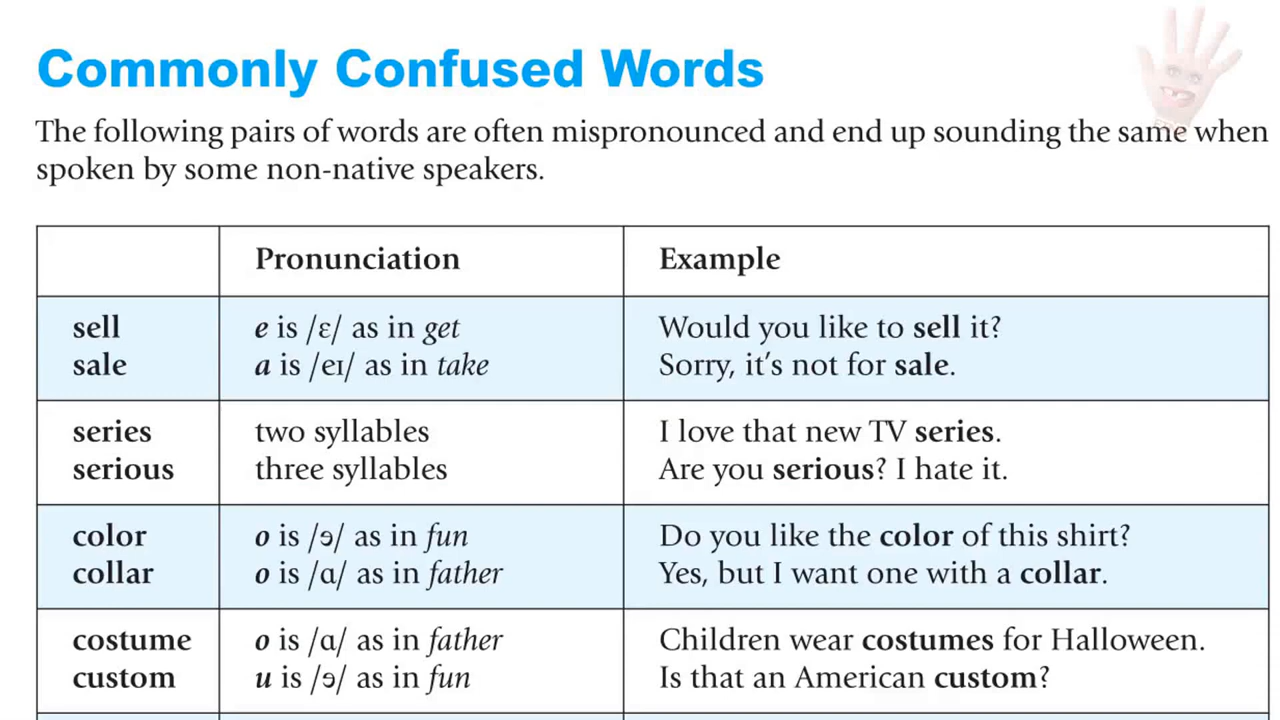 Commonly Confused Words
The following pairs of words are often mispronounced and end up sounding the same when
spoken by some non-native speakers.
Pronunciation Example
sell e is /ɛ/ as in get Would you like to sell it?
sale a is /eɪ/ as in take Sorry, it's not for sale.
series two syllables I love that new TV series.
serious three syllables Are you serious? I hate it.
color o is /ɘ/ as in fun Do you like the color of this shirt?
collar o is /ɑ/ as in father Yes, but I want one with a collar.
costume o is /ɑ/ as in father Children wear costumes for Halloween.
custom u is /ɘ/ as in fun Is that an American custom?